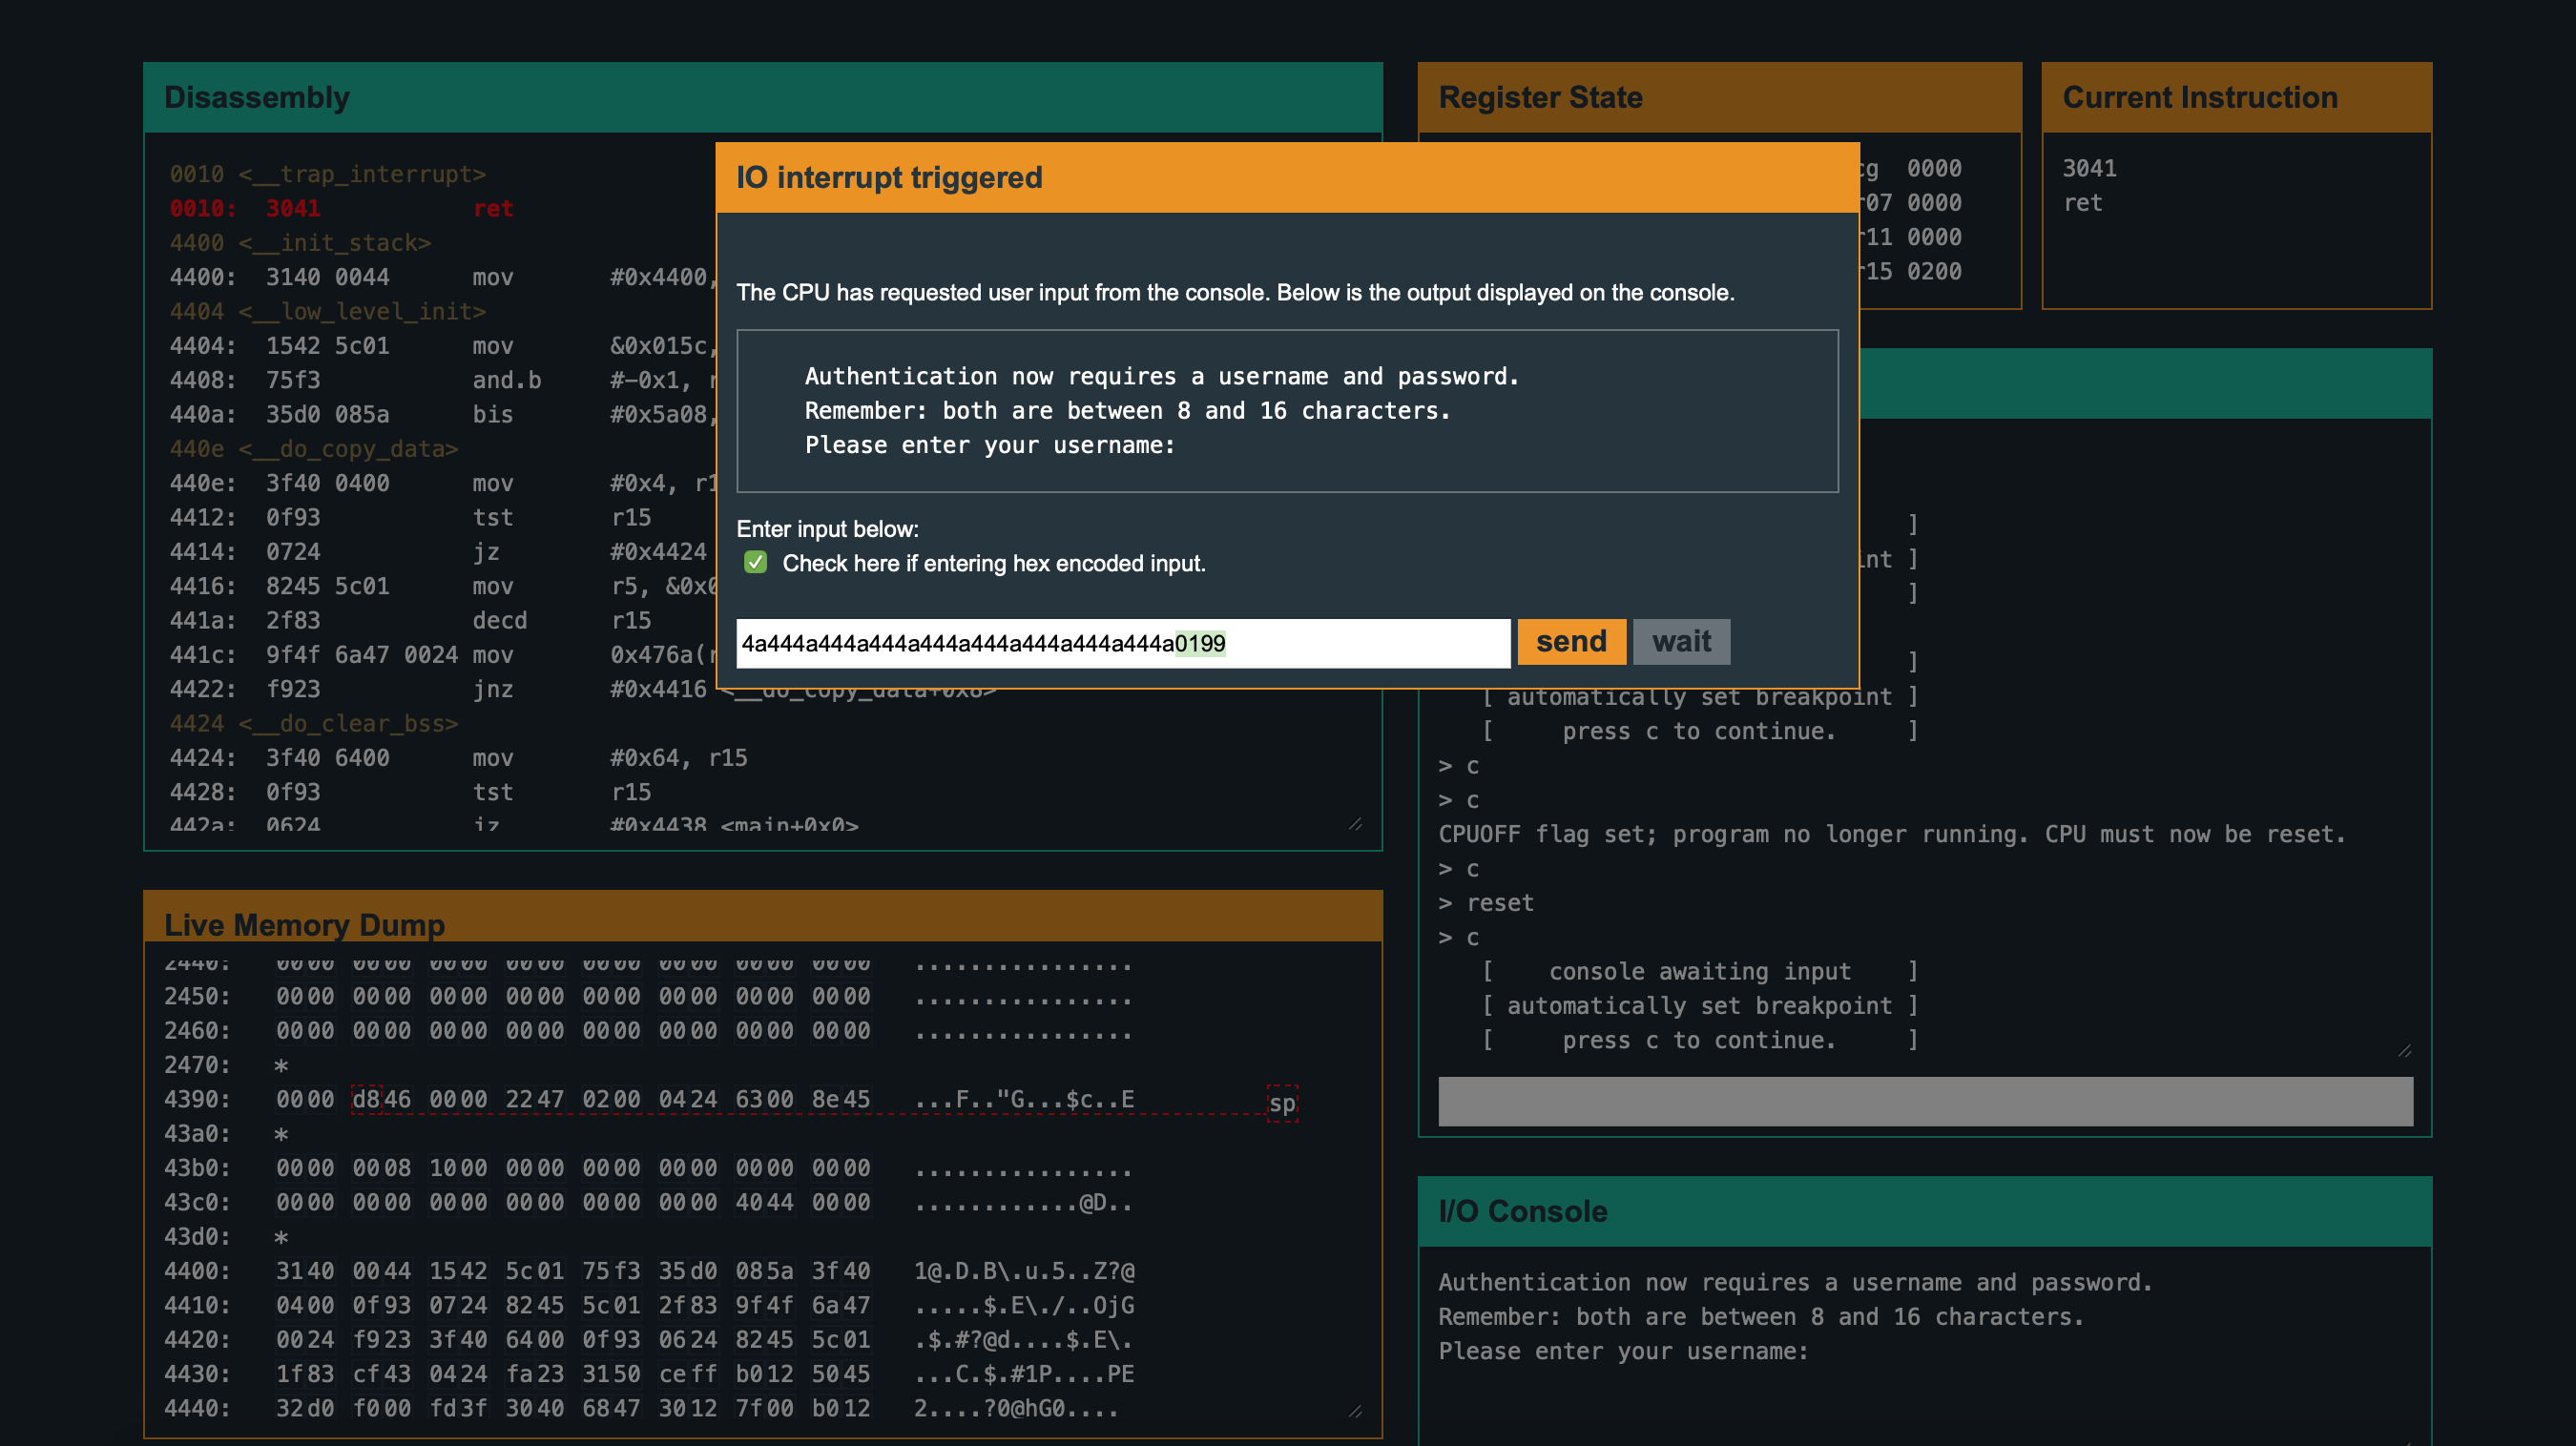 Disassembly
0010 <__trap_interrupt>
0010: 3041 ret
4400 <__init_stack>
4400: 3140 0044 mov #0x4400,
4404 <__low_level_init>
4404: 1542 5c01 mov &0x015c,
4408: 75f3 and.b #-0x1,
440a: 35d0 085a bis #0x5a08,
440e <__do_copy_data>
440e: 3f40 0400 mov #0x4, r1
4412: 0f93 tst r15
4414: 0724 jz #0x4424
4416: 8245 5c01 mov r5, &0x0
441a: 2f83 decd r15
441c: 9f4f 6a47 0024 mov 0x476a(r
4422: f923 jnz #0x4416 <__do_copy_data+0x8>
4424 <__do_clear_bss>
4424: 3f40 6400 mov #0x64, r15
4428: 0f93 tst r15
442a: 0624 jz #0x4438 <main+0x0>
Register State
cg 0000
r07 0000
r11 0000
r15 0200
Current Instruction
3041
ret
IO interrupt triggered
The CPU has requested user input from the console. Below is the output displayed on the console.
Authentication now requires a username and password.
Remember: both are between 8 and 16 characters.
Please enter your username:
Enter input below:
Check here if entering hex encoded input.
4a444a444a444a444a444a444a444a444a0199
send wait
]
int ]
]
]
[ automatically set breakpoint ]
[ press c to continue. ]
> c
> c
CPUOFF flag set; program no longer running. CPU must now be reset.
> c
> reset
> c
[ console awaiting input ]
[ automatically set breakpoint ]
[ press c to continue. ]
Live Memory Dump
2440: 0000 0000 0000 0000 0000 0000 0000 0000 ................
2450: 0000 0000 0000 0000 0000 0000 0000 0000 ................
2460: 0000 0000 0000 0000 0000 0000 0000 0000 ................
2470: *
4390: 0000 d846 0000 2247 0200 0424 6300 8e45 ...F.."G...$c..E sp
43a0: *
43b0: 0000 0008 1000 0000 0000 0000 0000 0000 ................
43c0: 0000 0000 0000 0000 0000 0000 4044 0000 ............@D..
43d0: *
4400: 3140 0044 1542 5c01 75f3 35d0 085a 3f40 1@.D.B\.u.5..Z?@
4410: 0400 0f93 0724 8245 5c01 2f83 9f4f 6a47 .....$.E\./..OjG
4420: 0024 f923 3f40 6400 0f93 0624 8245 5c01 .$.#?@d....$.E\.
4430: 1f83 cf43 0424 fa23 3150 ceff b012 5045 ...C.$.#1P....PE
4440: 32d0 f000 fd3f 3040 6847 3012 7f00 b012 2....?0@hG0....
I/O Console
Authentication now requires a username and password.
Remember: both are between 8 and 16 characters.
Please enter your username: